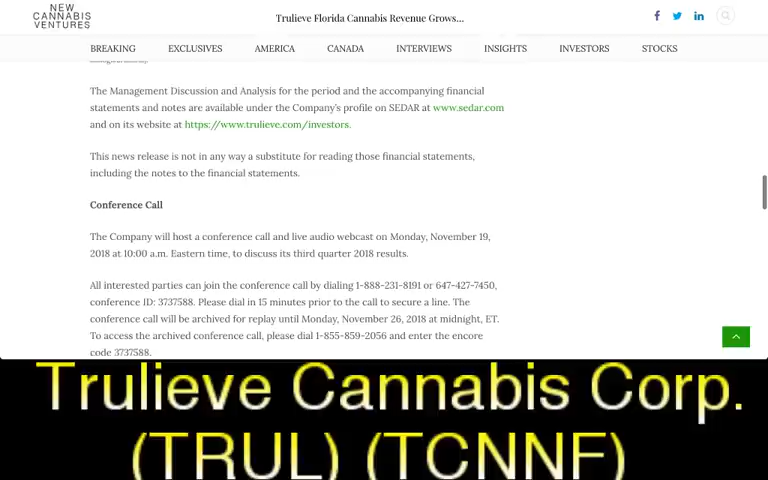 NEW
CANNABIS
VENTURES
Trulieve Florida Cannabis Revenue Grows...
BREAKING EXCLUSIVES AMERICA CANADA INTERVIEWS INSIGHTS INVESTORS STOCKS
The Management Discussion and Analysis for the period and the accompanying financial
statements and notes are available under the Company's profile on SEDAR at www.sedar.com
and on its website at https://www.trulieve.com/investors.
This news release is not in any way a substitute for reading those financial statements,
including the notes to the financial statements.
Conference Call
The Company will host a conference call and live audio webcast on Monday, November 19,
2018 at 10:00 a.m. Eastern time, to discuss its third quarter 2018 results.
All interested parties can join the conference call by dialing 1-888-231-8191 or 647-427-7450,
conference ID: 3737588. Please dial in 15 minutes prior to the call to secure a line. The
conference call will be archived for replay until Monday, November 26, 2018 at midnight, ET.
To access the archived conference call, please dial 1-855-859-2056 and enter the encore
code 3737588.
Trulieve Cannabis Corp.
(TRUL) (TCNNF)